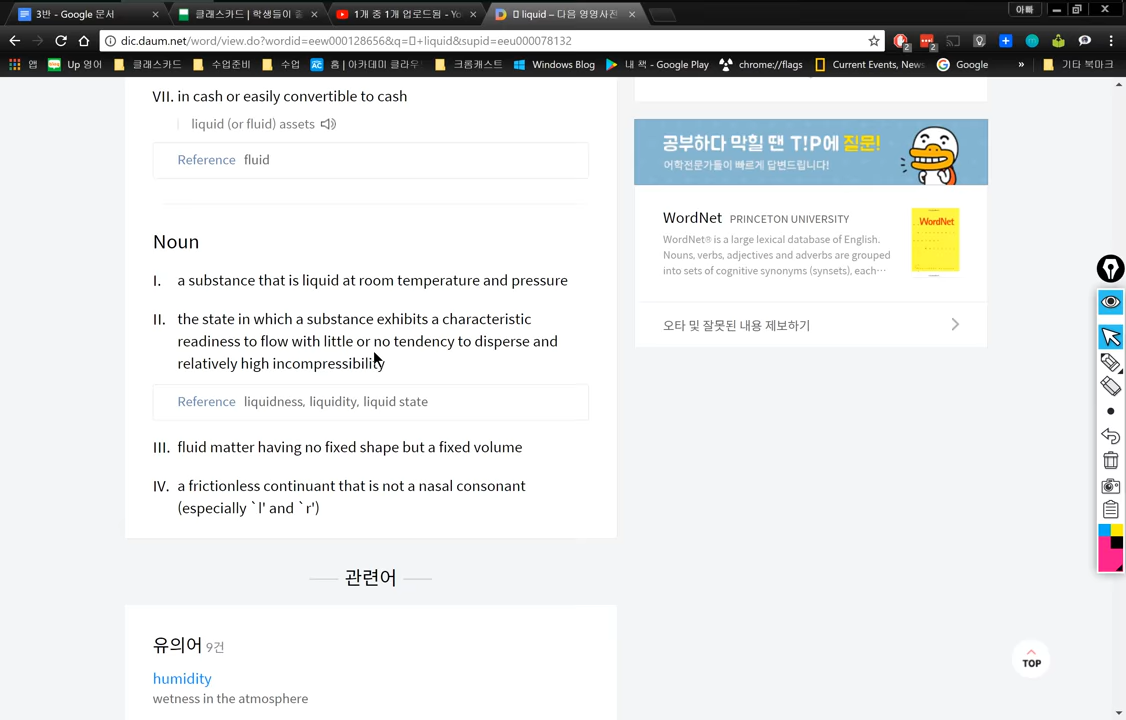 3반 - Google 문서
클래스카드 | 학생들이 줄
1개 중 1개 업로드됨 - Yo
liquid – 다음 영영사전
아빠
dic.daum.net/word/view.do?wordid=eew000128656&q=▯+liquid&supid=eeu000078132
앱 Up 영어 클래스카드 수업준비 수업 홈 | 아카데미 클라우 크롬캐스트 Windows Blog 내 책 - Google Play chrome://flags Current Events, News Google » 기타 북마크
VII. in cash or easily convertible to cash
liquid (or fluid) assets
Reference fluid
Noun
I. a substance that is liquid at room temperature and pressure
II. the state in which a substance exhibits a characteristic
readiness to flow with little or no tendency to disperse and
relatively high incompressibility
Reference liquidness, liquidity, liquid state
III. fluid matter having no fixed shape but a fixed volume
IV. a frictionless continuant that is not a nasal consonant
(especially `l' and `r')
관련어
유의어 9건
humidity
wetness in the atmosphere
공부하다 막힐 땐 T!P에 질문!
어학전문가들이 빠르게 답변드립니다!
WordNet PRINCETON UNIVERSITY
WordNet® is a large lexical database of English.
Nouns, verbs, adjectives and adverbs are grouped
into sets of cognitive synonyms (synsets), each…
WordNet
오타 및 잘못된 내용 제보하기
TOP